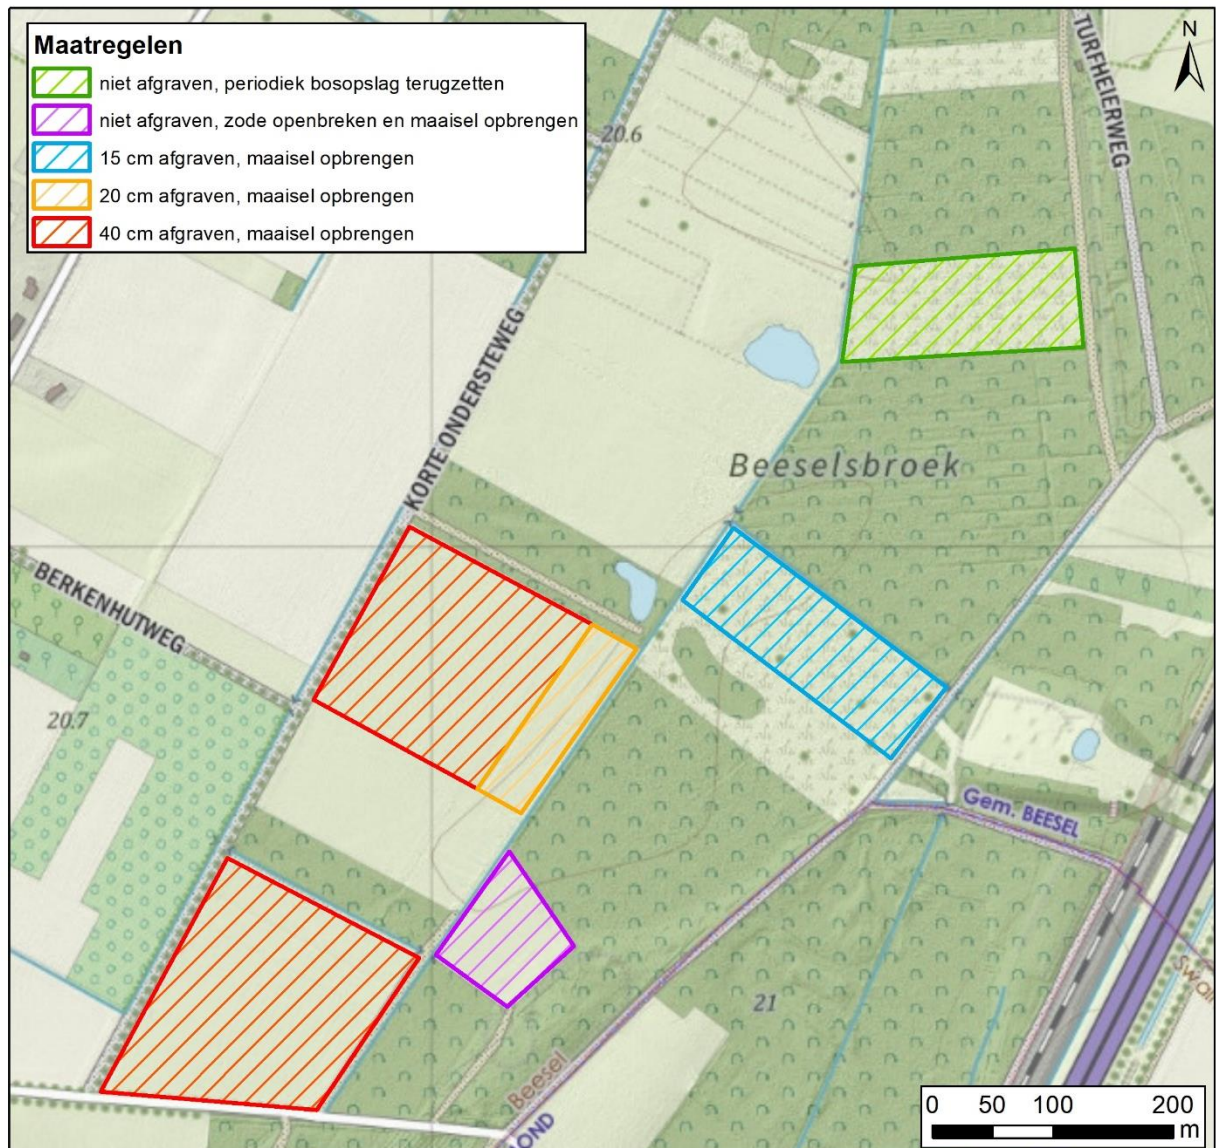 Maatregelen
niet afgraven, periodiek bosopslag terugzetten
niet afgraven, zode openbreken en maaisel opbrengen
15 cm afgraven, maaisel opbrengen
20 cm afgraven, maaisel opbrengen
40 cm afgraven, maaisel opbrengen
N
TURFHEIERWEG
20.6
KORTE ONDERSTEWEG
Beeselsbroek
BERKENHUTWEG
20.7
Gem. BEESEL
21
Beesel
0 50 100 200
m